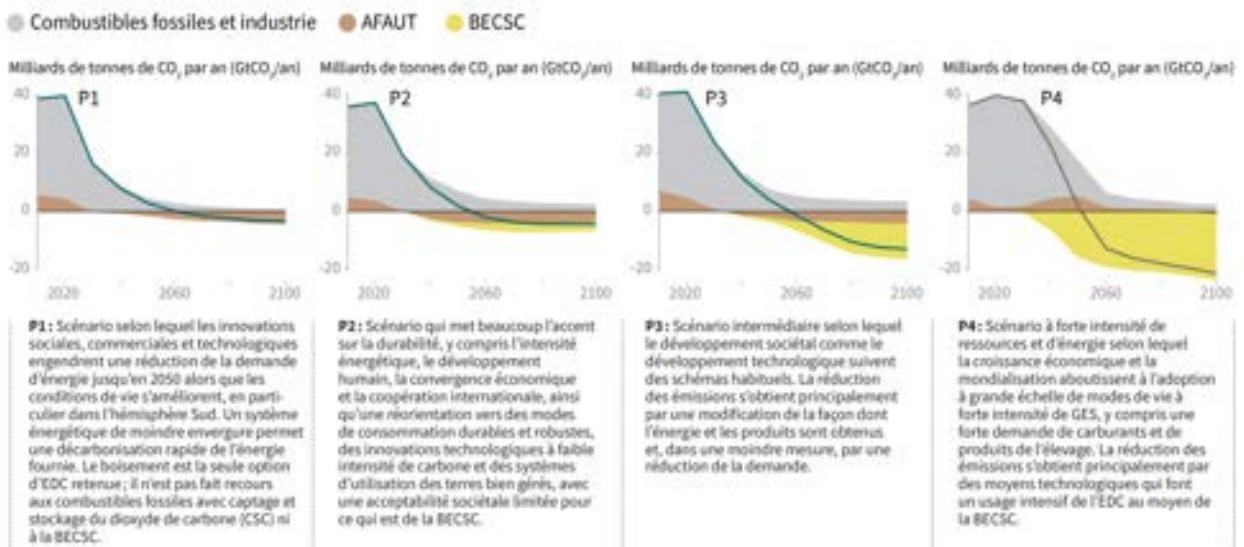 Combustibles fossiles et industrie AFAUT BECSC
Milliards de tonnes de CO₂ par an (GtCO₂/an) Milliards de tonnes de CO₂ par an (GtCO₂/an) Milliards de tonnes de CO₂ par an (GtCO₂/an) Milliards de tonnes de CO₂ par an (GtCO₂/an)
40 P1 40 P2 40 P3 40 P4
20 20 20 20
0 0 0 0
-20 -20 -20 -20
2020 2060 2100 2020 2060 2100 2020 2060 2100 2020 2060 2100
P1 : Scénario selon lequel les innovations
sociales, commerciales et technologiques
engendrent une réduction de la demande
d'énergie jusqu'en 2050 alors que les
conditions de vie s'améliorent, en parti-
culier dans l'hémisphère Sud. Un système
énergétique de moindre envergure permet
une décarbonisation rapide de l'énergie
fournie. Le boisement est la seule option
d'EDC retenue ; il n'est pas fait recours
aux combustibles fossiles avec captage et
stockage du dioxyde de carbone (CSC) ni
à la BECSC.
P2 : Scénario qui met beaucoup l'accent
sur la durabilité, y compris l'intensité
énergétique, le développement
humain, la convergence économique
et la coopération internationale, ainsi
qu'une réorientation vers des modes
de consommation durables et robustes,
des innovations technologiques à faible
intensité de carbone et des systèmes
d'utilisation des terres bien gérés, avec
une acceptabilité sociétale limitée pour
ce qui est de la BECSC.
P3 : Scénario intermédiaire selon lequel
le développement sociétal comme le
développement technologique suivent
des schémas habituels. La réduction
des émissions s'obtient principalement
par une modification de la façon dont
l'énergie et les produits sont obtenus
et, dans une moindre mesure, par une
réduction de la demande.
P4 : Scénario à forte intensité de
ressources et d'énergie selon lequel
la croissance économique et la
mondialisation aboutissent à l'adoption
à grande échelle de modes de vie à
forte intensité de GES, y compris une
forte demande de carburants et de
produits de l'élevage. La réduction des
émissions s'obtient principalement par
des moyens technologiques qui font
un usage intensif de l'EDC au moyen de
la BECSC.